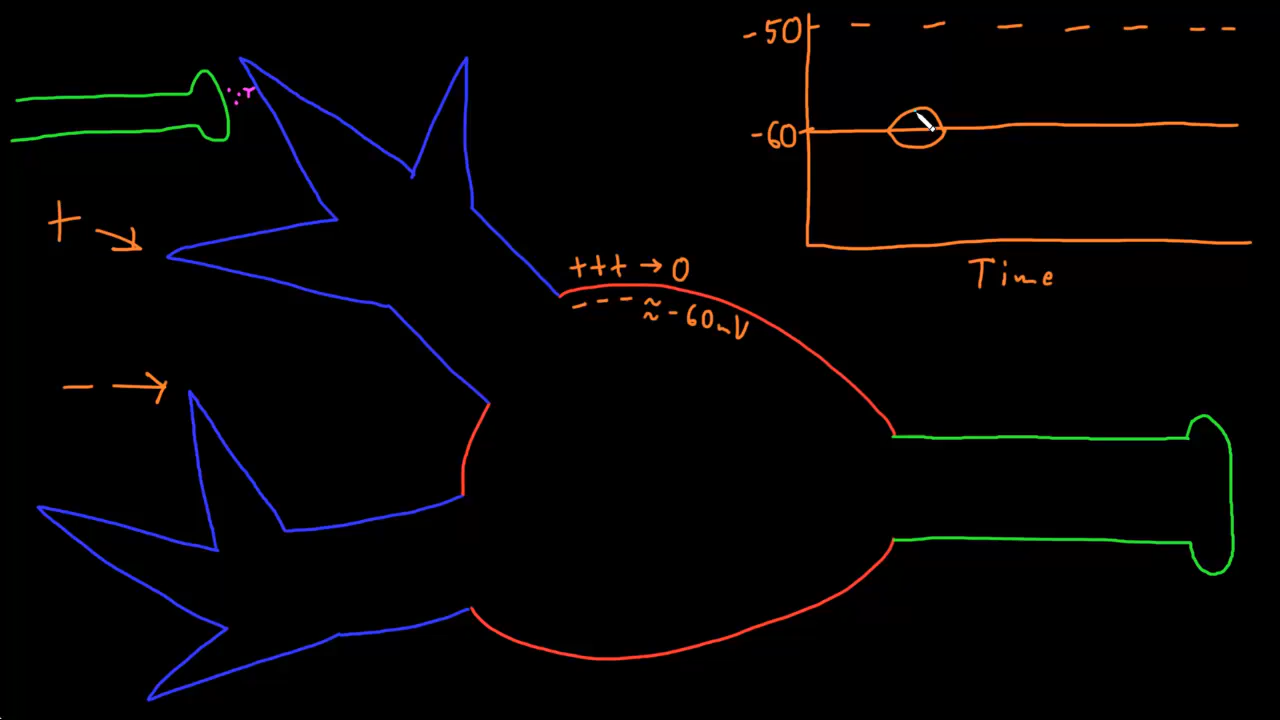 -50
-60
Time
+
+++ → 0
--- ≈ -60mV
- →